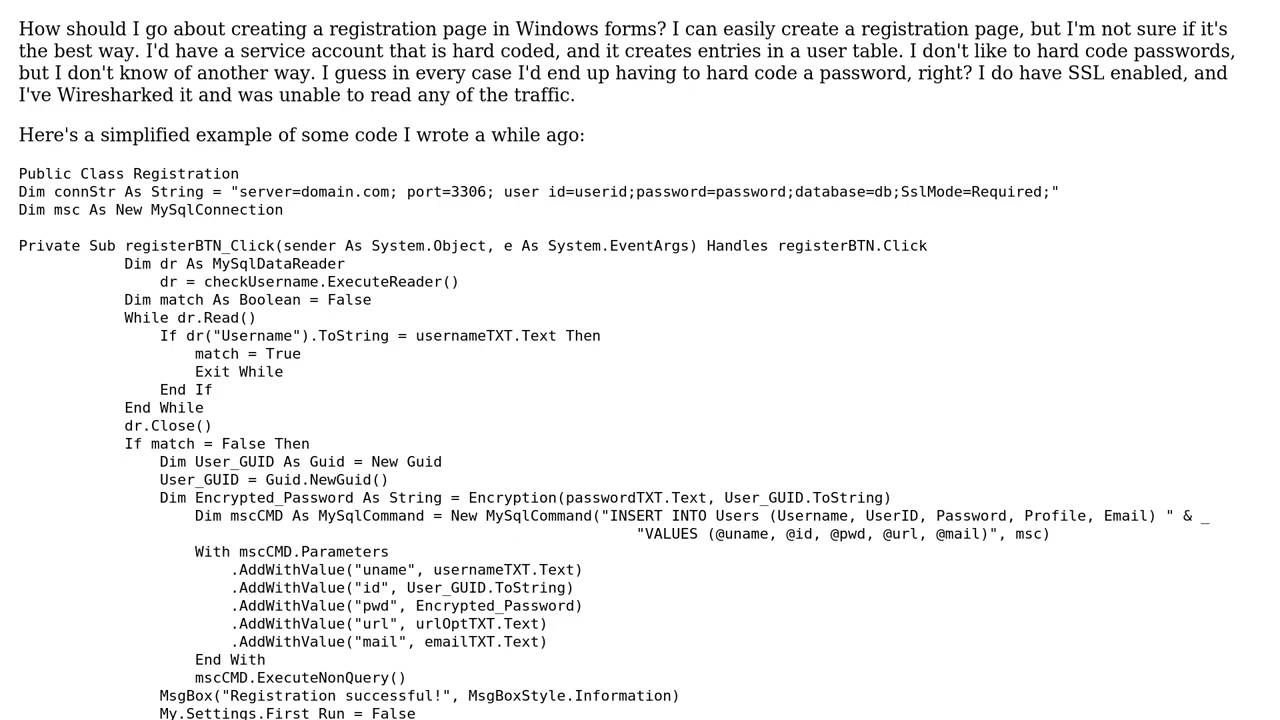 How should I go about creating a registration page in Windows forms? I can easily create a registration page, but I'm not sure if it's
the best way. I'd have a service account that is hard coded, and it creates entries in a user table. I don't like to hard code passwords,
but I don't know of another way. I guess in every case I'd end up having to hard code a password, right? I do have SSL enabled, and
I've Wiresharked it and was unable to read any of the traffic.
Here's a simplified example of some code I wrote a while ago:
Public Class Registration
Dim connStr As String = "server=domain.com; port=3306; user id=userid;password=password;database=db;SslMode=Required;"
Dim msc As New MySqlConnection
Private Sub registerBTN_Click(sender As System.Object, e As System.EventArgs) Handles registerBTN.Click
Dim dr As MySqlDataReader
dr = checkUsername.ExecuteReader()
Dim match As Boolean = False
While dr.Read()
If dr("Username").ToString = usernameTXT.Text Then
match = True
Exit While
End If
End While
dr.Close()
If match = False Then
Dim User_GUID As Guid = New Guid
User_GUID = Guid.NewGuid()
Dim Encrypted_Password As String = Encryption(passwordTXT.Text, User_GUID.ToString)
Dim mscCMD As MySqlCommand = New MySqlCommand("INSERT INTO Users (Username, UserID, Password, Profile, Email) " & _
"VALUES (@uname, @id, @pwd, @url, @mail)", msc)
With mscCMD.Parameters
.AddWithValue("uname", usernameTXT.Text)
.AddWithValue("id", User_GUID.ToString)
.AddWithValue("pwd", Encrypted_Password)
.AddWithValue("url", urlOptTXT.Text)
.AddWithValue("mail", emailTXT.Text)
End With
mscCMD.ExecuteNonQuery()
MsgBox("Registration successful!", MsgBoxStyle.Information)
My.Settings.First_Run = False